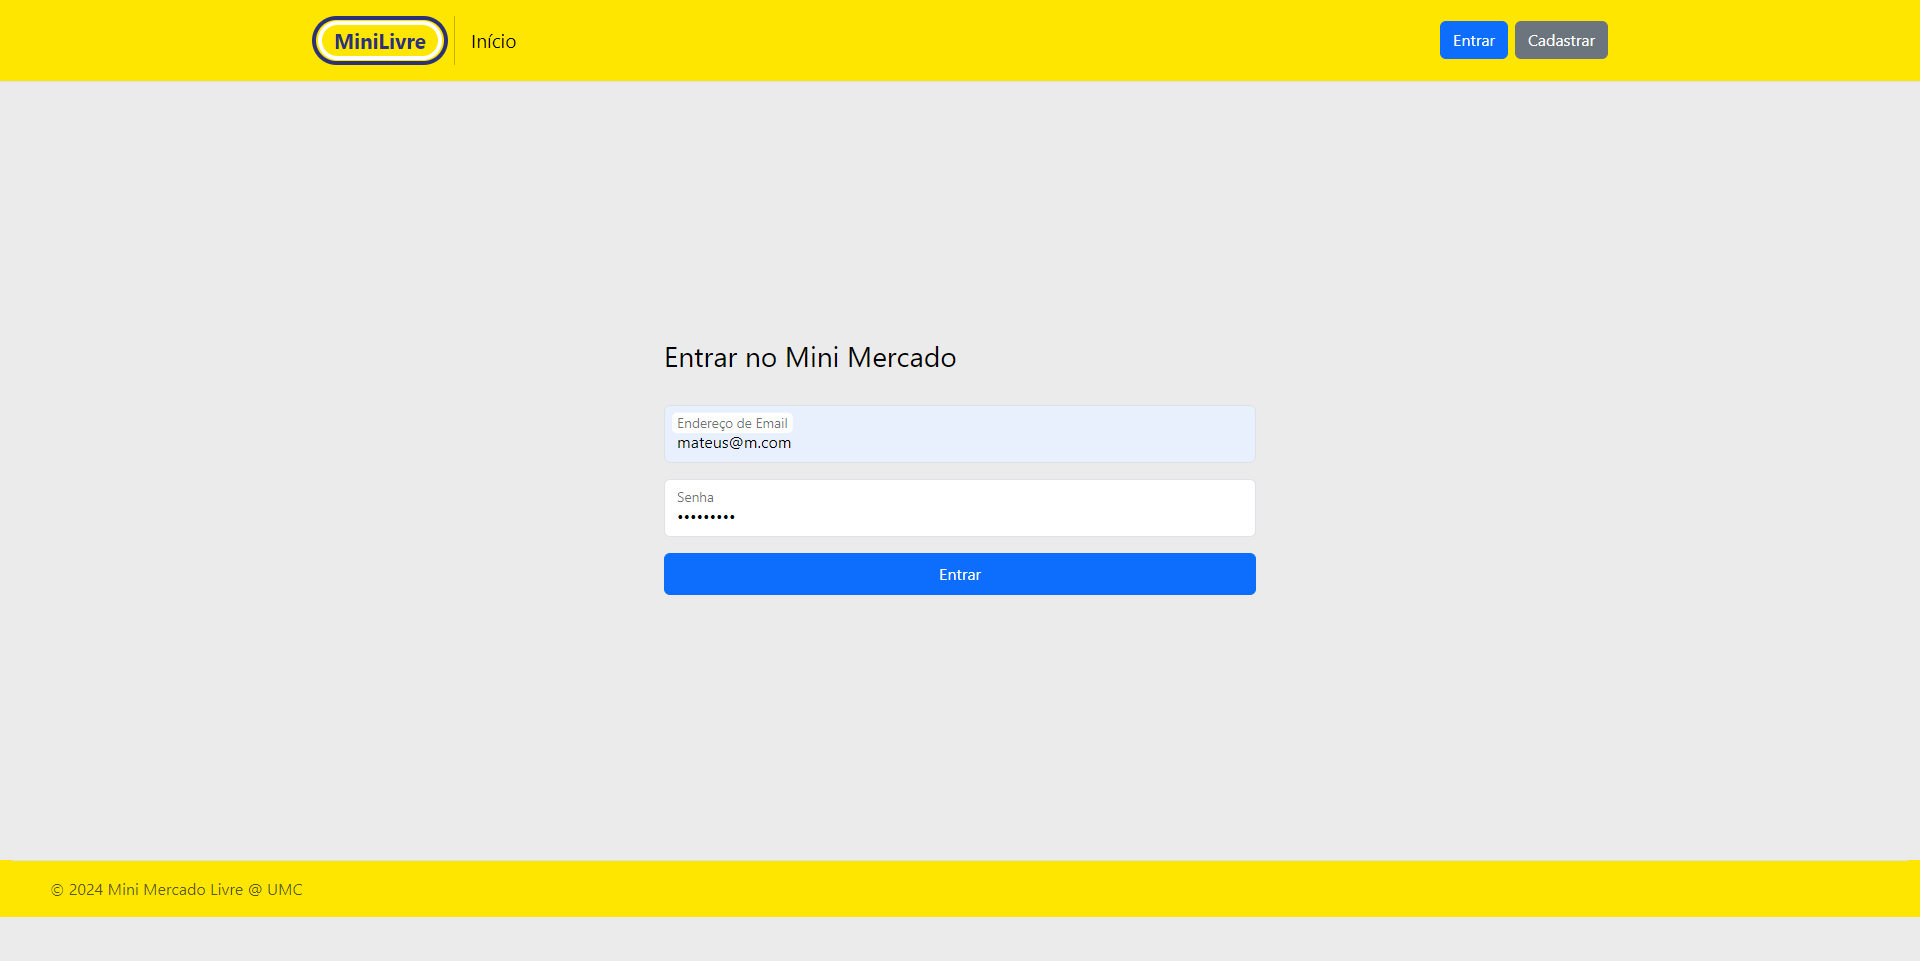 MiniLivre
Início
Entrar
Cadastrar
Entrar no Mini Mercado
Endereço de Email
mateus@m.com
Senha
•••••••••
Entrar
© 2024 Mini Mercado Livre @ UMC